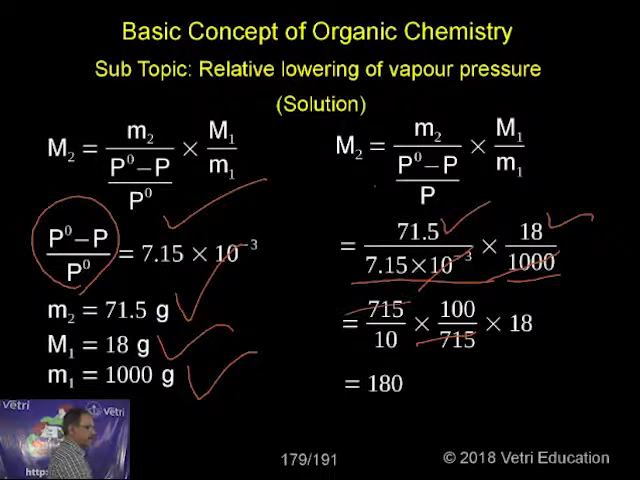 Basic Concept of Organic Chemistry
Sub Topic: Relative lowering of vapour pressure
(Solution)
M₂ = m₂ / ((P⁰ – P) / P⁰) × M₁ / m₁
(P⁰ – P) / P⁰ = 7.15 × 10⁻³
m₂ = 71.5 g
M₁ = 18 g
m₁ = 1000 g
M₂ = m₂ / ((P⁰ – P) / P) × M₁ / m₁
= 71.5 / (7.15 × 10⁻³) × 18 / 1000
= 715 / 10 × 100 / 715 × 18
= 180
Vetri
Vetri
http:
179/191
© 2018 Vetri Education